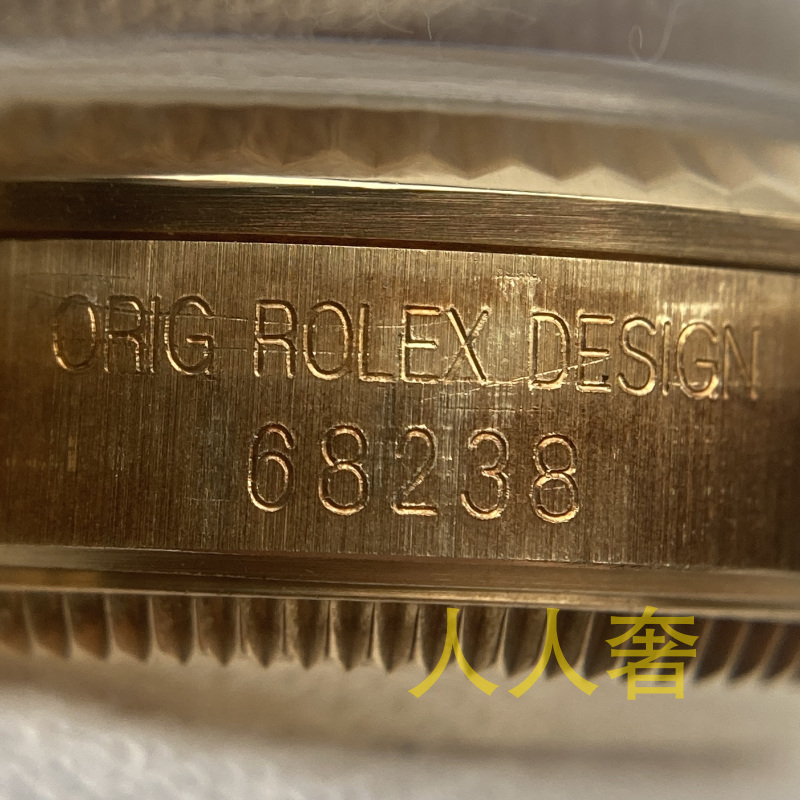 ORIG ROLEX DESIGN
68238
人人奢